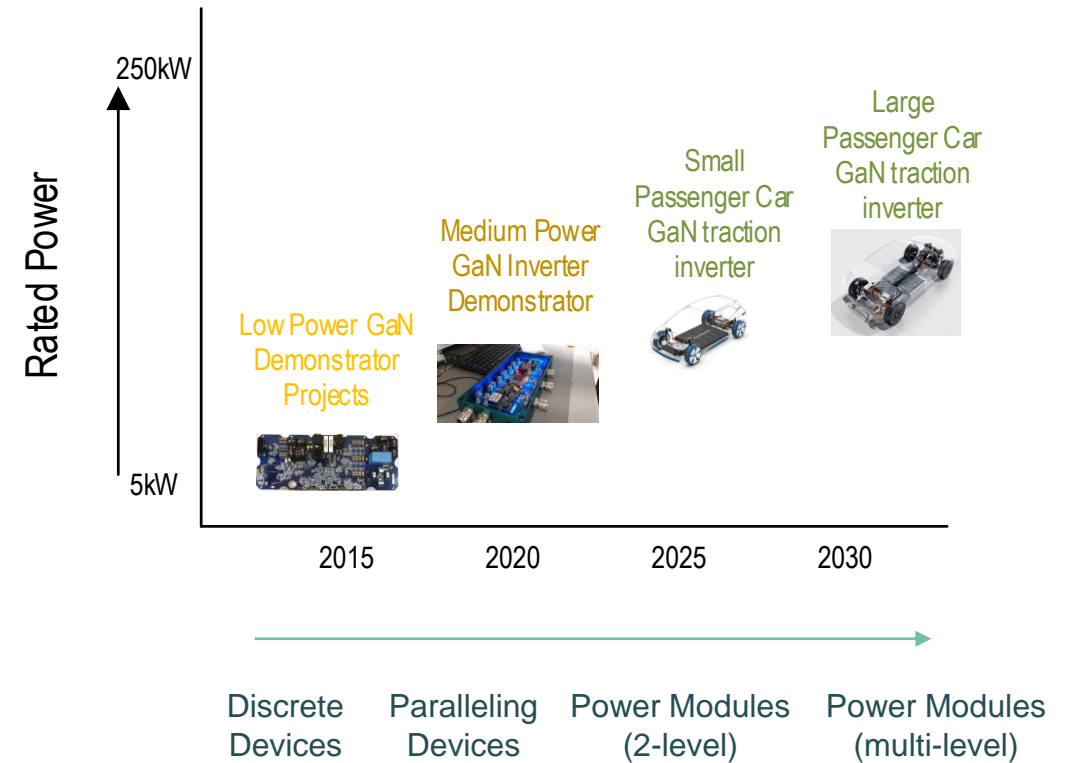 250kW
Rated Power
5kW
Low Power GaN
Demonstrator
Projects
Medium Power
GaN Inverter
Demonstrator
Small
Passenger Car
GaN traction
inverter
Large
Passenger Car
GaN traction
inverter
2015
2020
2025
2030
Discrete
Devices
Paralleling
Devices
Power Modules
(2-level)
Power Modules
(multi-level)